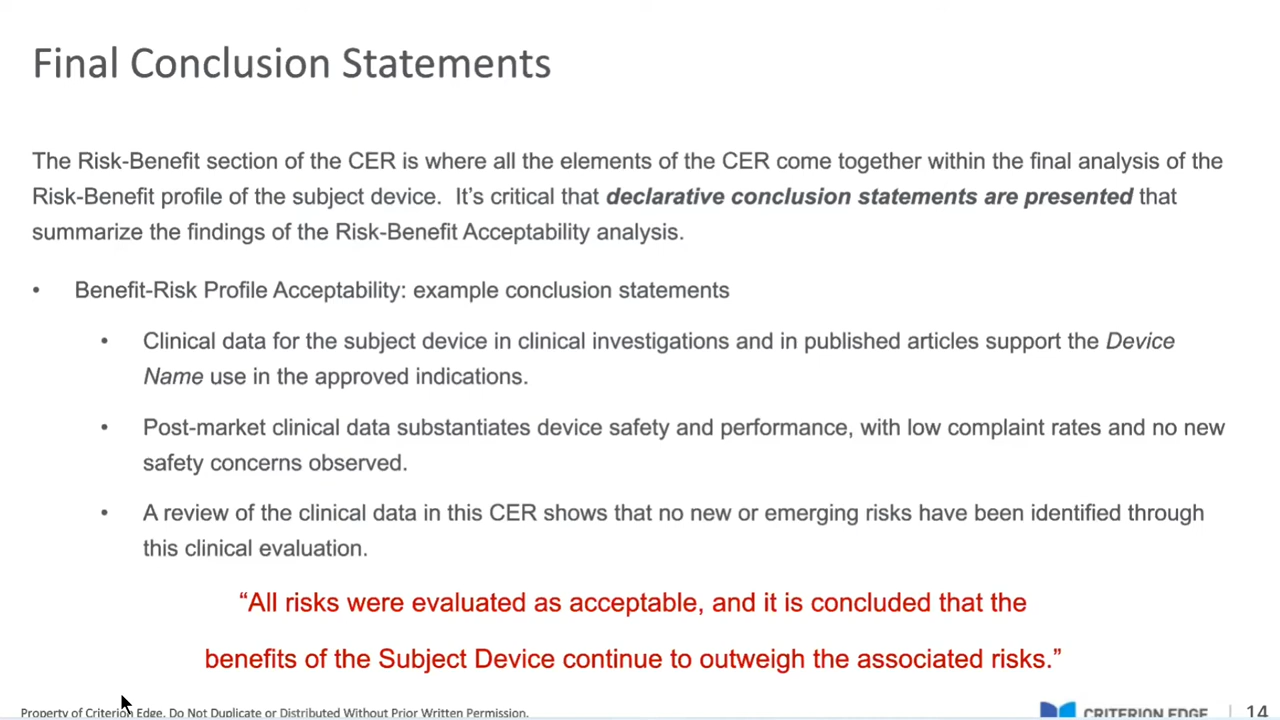 Final Conclusion Statements
The Risk-Benefit section of the CER is where all the elements of the CER come together within the final analysis of the
Risk-Benefit profile of the subject device. It's critical that declarative conclusion statements are presented that
summarize the findings of the Risk-Benefit Acceptability analysis.
• Benefit-Risk Profile Acceptability: example conclusion statements
• Clinical data for the subject device in clinical investigations and in published articles support the Device
Name use in the approved indications.
• Post-market clinical data substantiates device safety and performance, with low complaint rates and no new
safety concerns observed.
• A review of the clinical data in this CER shows that no new or emerging risks have been identified through
this clinical evaluation.
“All risks were evaluated as acceptable, and it is concluded that the
benefits of the Subject Device continue to outweigh the associated risks.”
Property of Criterion Edge. Do Not Duplicate or Distributed Without Prior Written Permission.
CRITERION EDGE | 14